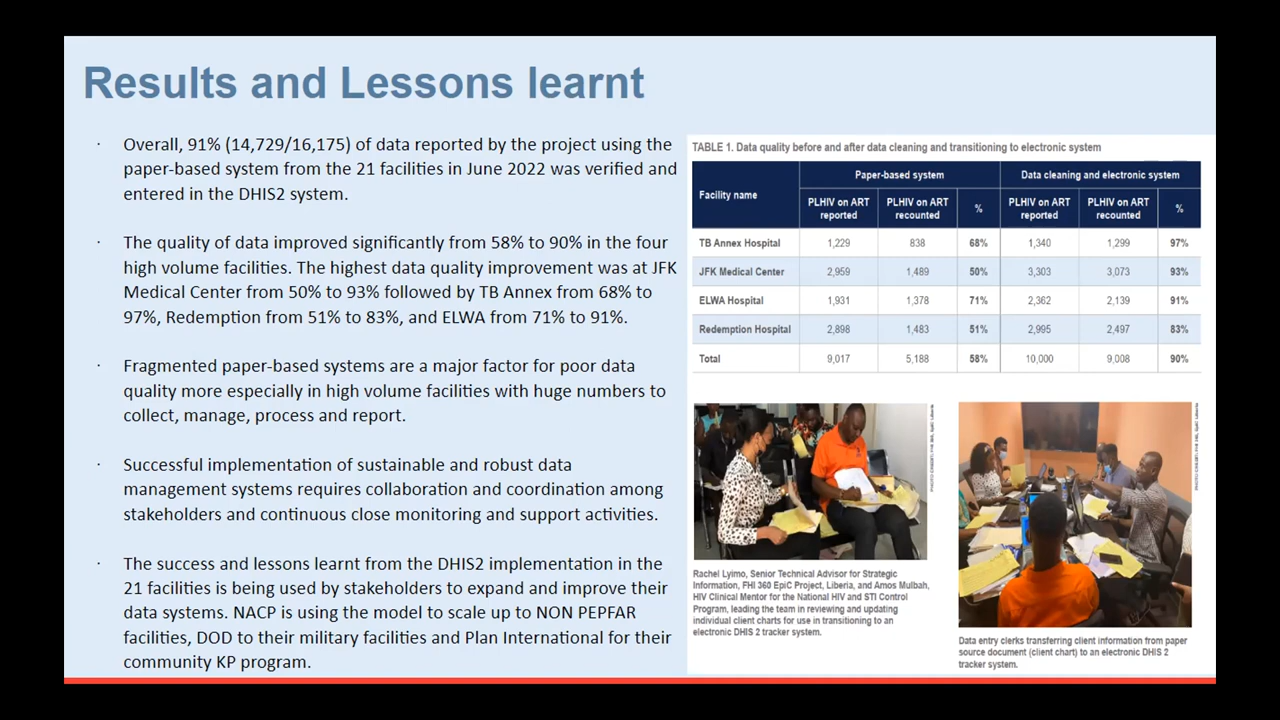 Results and Lessons learnt
· Overall, 91% (14,729/16,175) of data reported by the project using the
paper-based system from the 21 facilities in June 2022 was verified and
entered in the DHIS2 system.
· The quality of data improved significantly from 58% to 90% in the four
high volume facilities. The highest data quality improvement was at JFK
Medical Center from 50% to 93% followed by TB Annex from 68% to
97%, Redemption from 51% to 83%, and ELWA from 71% to 91%.
· Fragmented paper-based systems are a major factor for poor data
quality more especially in high volume facilities with huge numbers to
collect, manage, process and report.
· Successful implementation of sustainable and robust data
management systems requires collaboration and coordination among
stakeholders and continuous close monitoring and support activities.
· The success and lessons learnt from the DHIS2 implementation in the
21 facilities is being used by stakeholders to expand and improve their
data systems. NACP is using the model to scale up to NON PEPFAR
facilities, DOD to their military facilities and Plan International for their
community KP program.
TABLE 1. Data quality before and after data cleaning and transitioning to electronic system
Facility name Paper-based system Data cleaning and electronic system
PLHIV on ART reported PLHIV on ART recounted % PLHIV on ART reported PLHIV on ART recounted %
TB Annex Hospital 1,229 838 68% 1,340 1,299 97%
JFK Medical Center 2,959 1,489 50% 3,303 3,073 93%
ELWA Hospital 1,931 1,378 71% 2,362 2,139 91%
Redemption Hospital 2,898 1,483 51% 2,995 2,497 83%
Total 9,017 5,188 58% 10,000 9,008 90%
PHOTO CREDIT: FHI 360, EpiC Liberia
Rachel Lyimo, Senior Technical Advisor for Strategic
Information, FHI 360 EpiC Project, Liberia, and Amos Mulbah,
HIV Clinical Mentor for the National HIV and STI Control
Program, leading the team in reviewing and updating
individual client charts for use in transitioning to an
electronic DHIS 2 tracker system.
PHOTO CREDIT: FHI 360, EpiC Liberia
Data entry clerks transferring client information from paper
source document (client chart) to an electronic DHIS 2
tracker system.